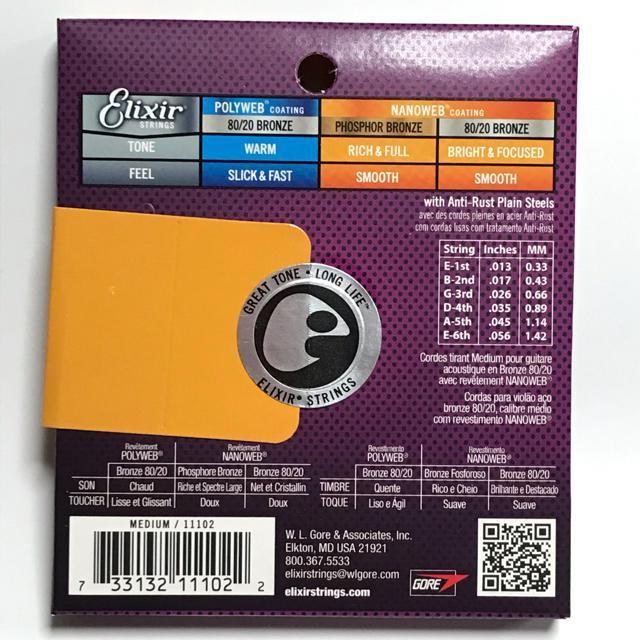 Elixir STRINGS
POLYWEB® COATING
NANOWEB® COATING
80/20 BRONZE PHOSPHOR BRONZE 80/20 BRONZE
TONE WARM RICH & FULL BRIGHT & FOCUSED
FEEL SLICK & FAST SMOOTH SMOOTH
with Anti-Rust Plain Steels
avec des cordes pleines en acier Anti-Rust
com cordas lisas com tratamento Anti-Rust
String Inches MM
E-1st .013 0.33
B-2nd .017 0.43
G-3rd .026 0.66
D-4th .035 0.89
A-5th .045 1.14
E-6th .056 1.42
GREAT TONE • LONG LIFE™
ELIXIR® STRINGS
Cordes tirant Medium pour guitare
acoustique en Bronze 80/20
avec revêtement NANOWEB®
Cordas para violão aço
bronze 80/20, calibre médio
com revestimento NANOWEB®
Revêtement POLYWEB® Revêtement NANOWEB®
Bronze 80/20 Phosphore Bronze Bronze 80/20
SON Chaud Riche et Spectre Large Net et Cristallin
TOUCHER Lisse et Glissant Doux Doux
Revestimento POLYWEB® Revestimento NANOWEB®
Bronze 80/20 Bronze Fosforoso Bronze 80/20
TIMBRE Quente Rico e Cheio Brilhante e Destacado
TOQUE Liso e Ágil Suave Suave
MEDIUM / 11102
7 33132 11102 2
W. L. Gore & Associates, Inc.
Elkton, MD USA 21921
800.367.5533
elixirstrings@wlgore.com
elixirstrings.com
GORE